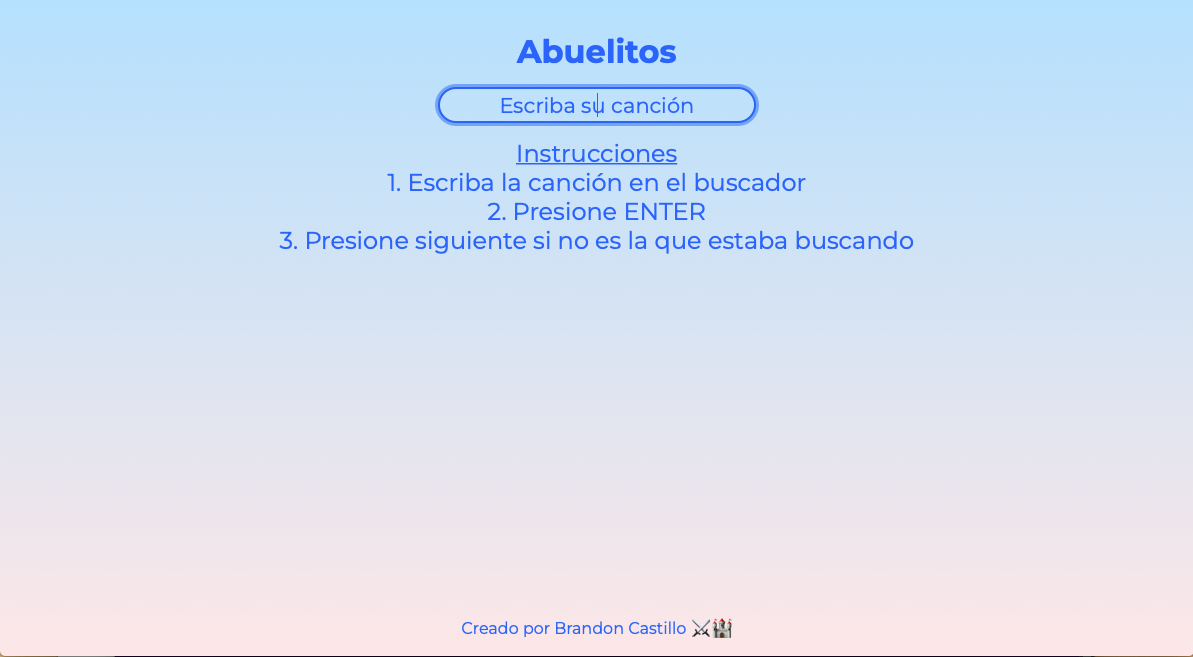 Abuelitos
Escriba su canción
Instrucciones
1. Escriba la canción en el buscador
2. Presione ENTER
3. Presione siguiente si no es la que estaba buscando
Creado por Brandon Castillo ⚔️🏰